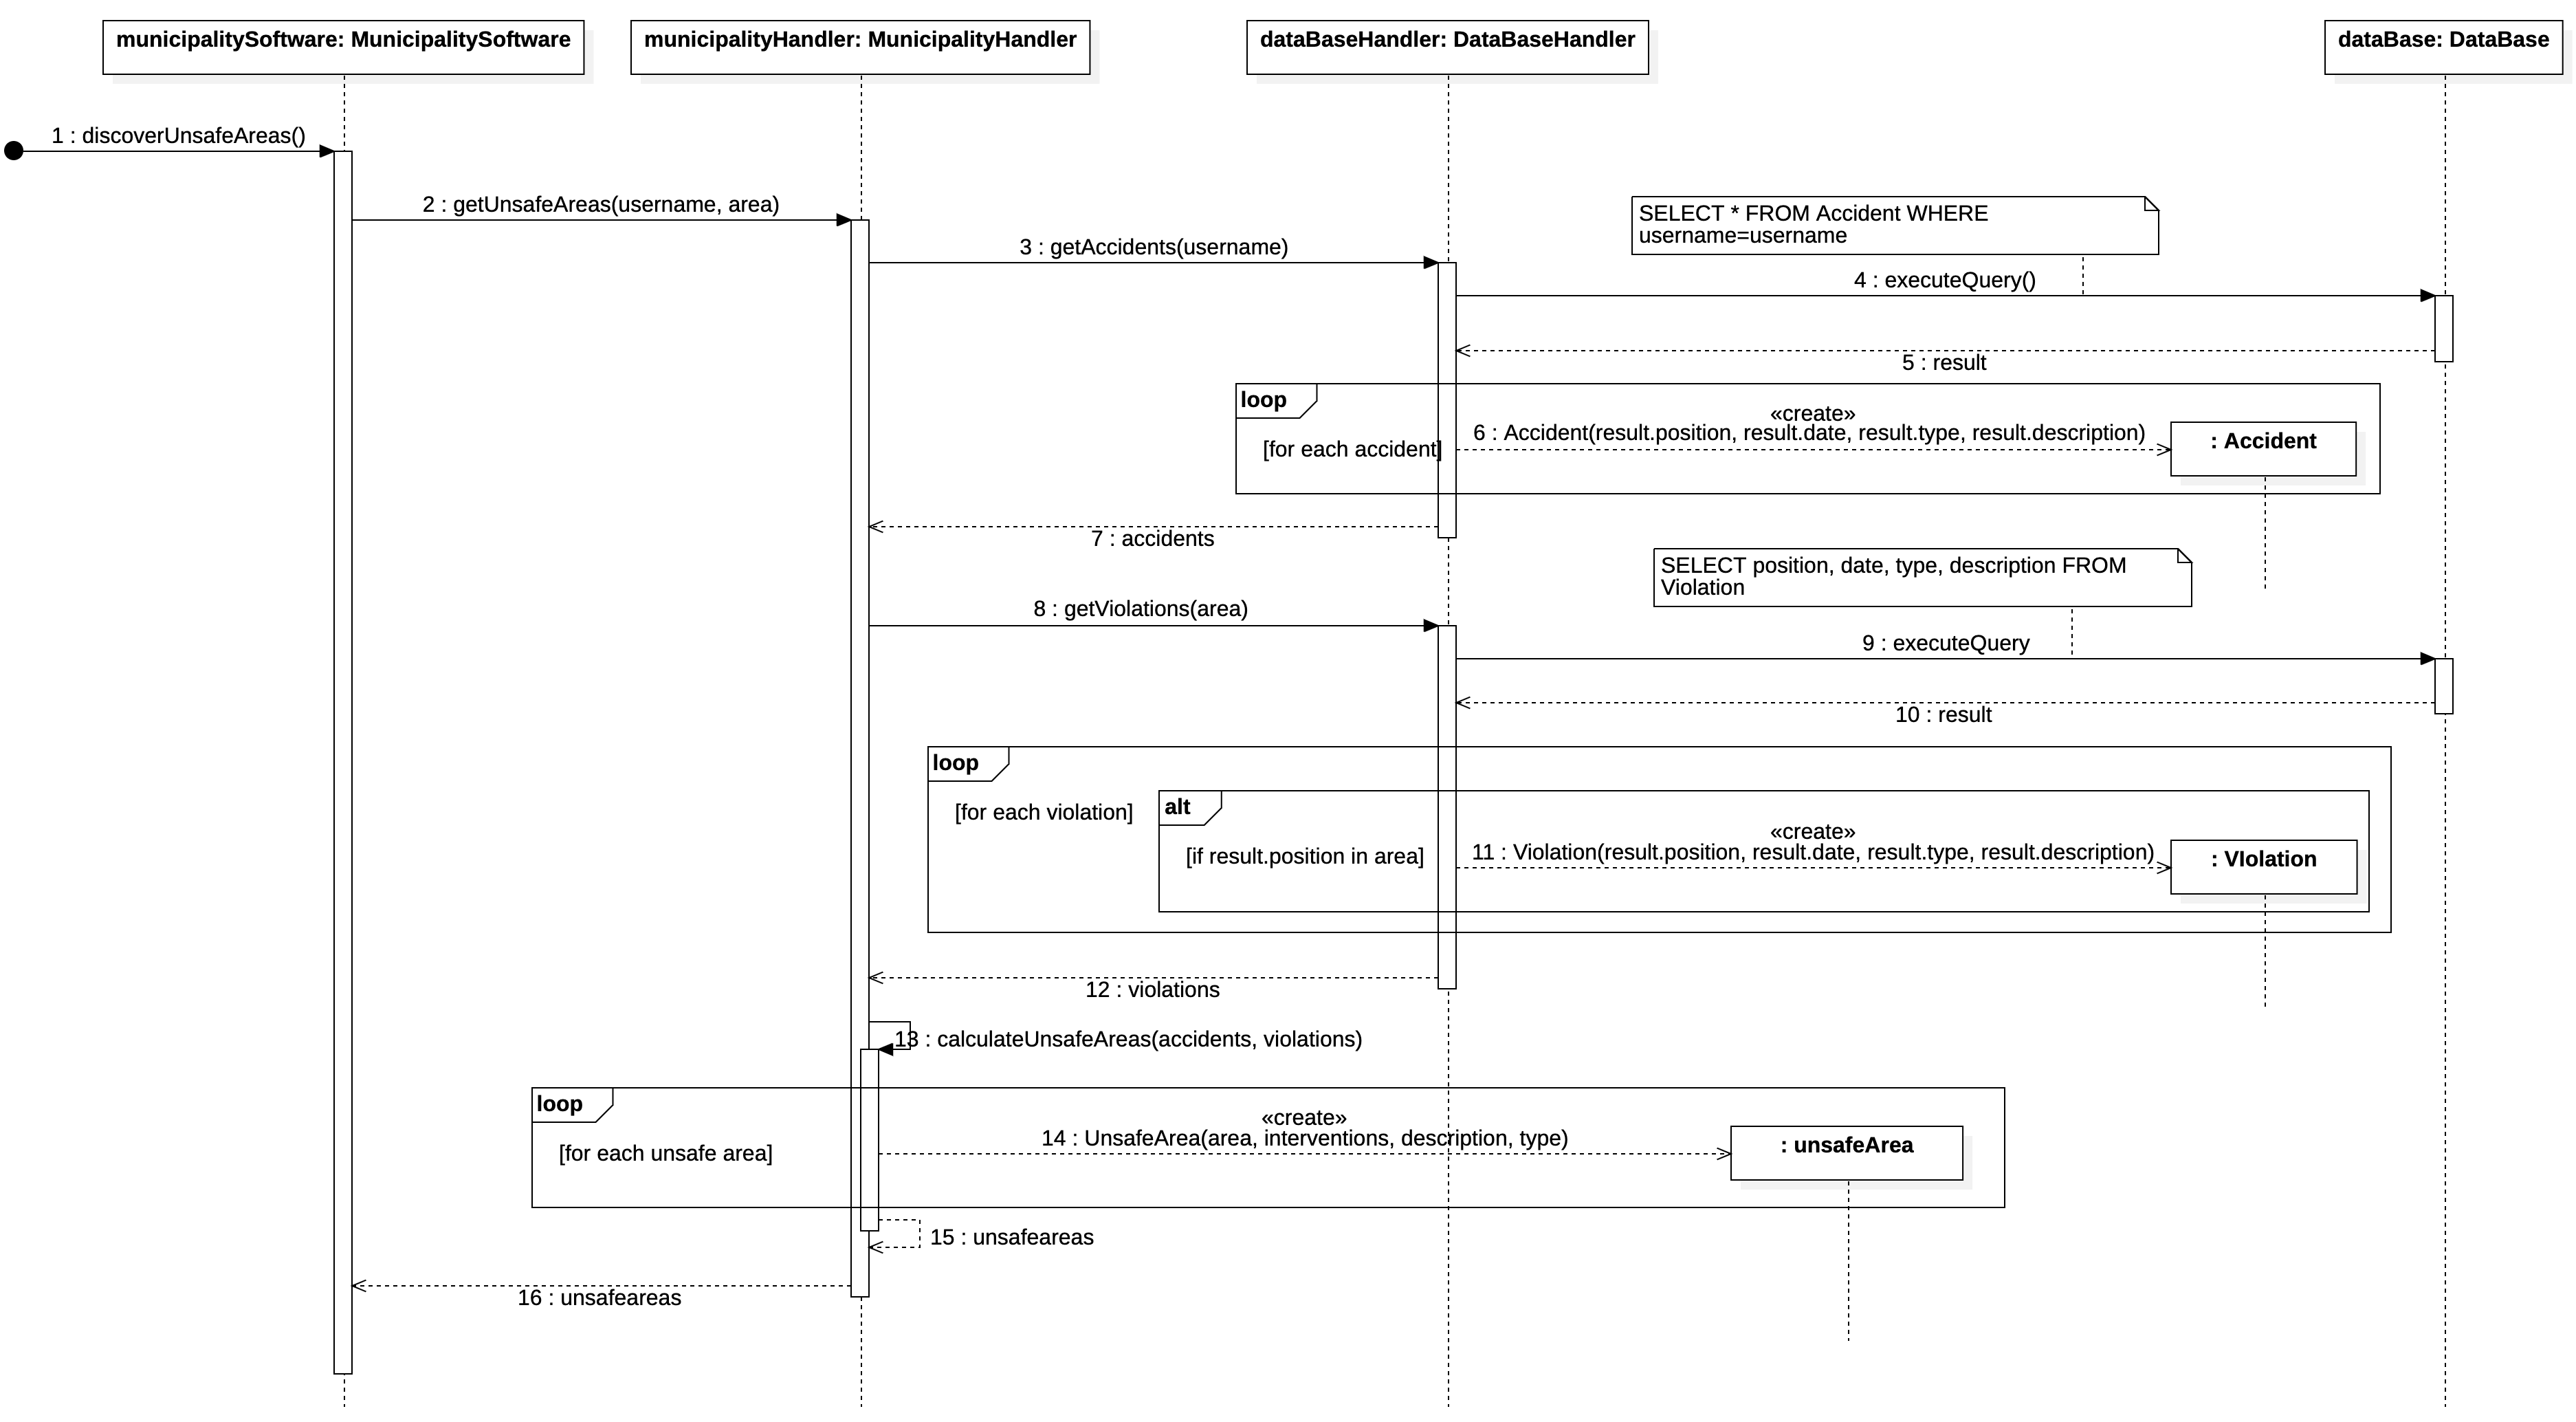 municipalitySoftware: MunicipalitySoftware
municipalityHandler: MunicipalityHandler
dataBaseHandler: DataBaseHandler
dataBase: DataBase
1 : discoverUnsafeAreas()
2 : getUnsafeAreas(username, area)
SELECT * FROM Accident WHERE
username=username
3 : getAccidents(username)
4 : executeQuery()
5 : result
loop
[for each accident]
«create»
6 : Accident(result.position, result.date, result.type, result.description)
: Accident
7 : accidents
SELECT position, date, type, description FROM
Violation
8 : getViolations(area)
9 : executeQuery
10 : result
loop
[for each violation]
alt
[if result.position in area]
«create»
11 : Violation(result.position, result.date, result.type, result.description)
: VIolation
12 : violations
13 : calculateUnsafeAreas(accidents, violations)
loop
[for each unsafe area]
«create»
14 : UnsafeArea(area, interventions, description, type)
: unsafeArea
15 : unsafeareas
16 : unsafeareas